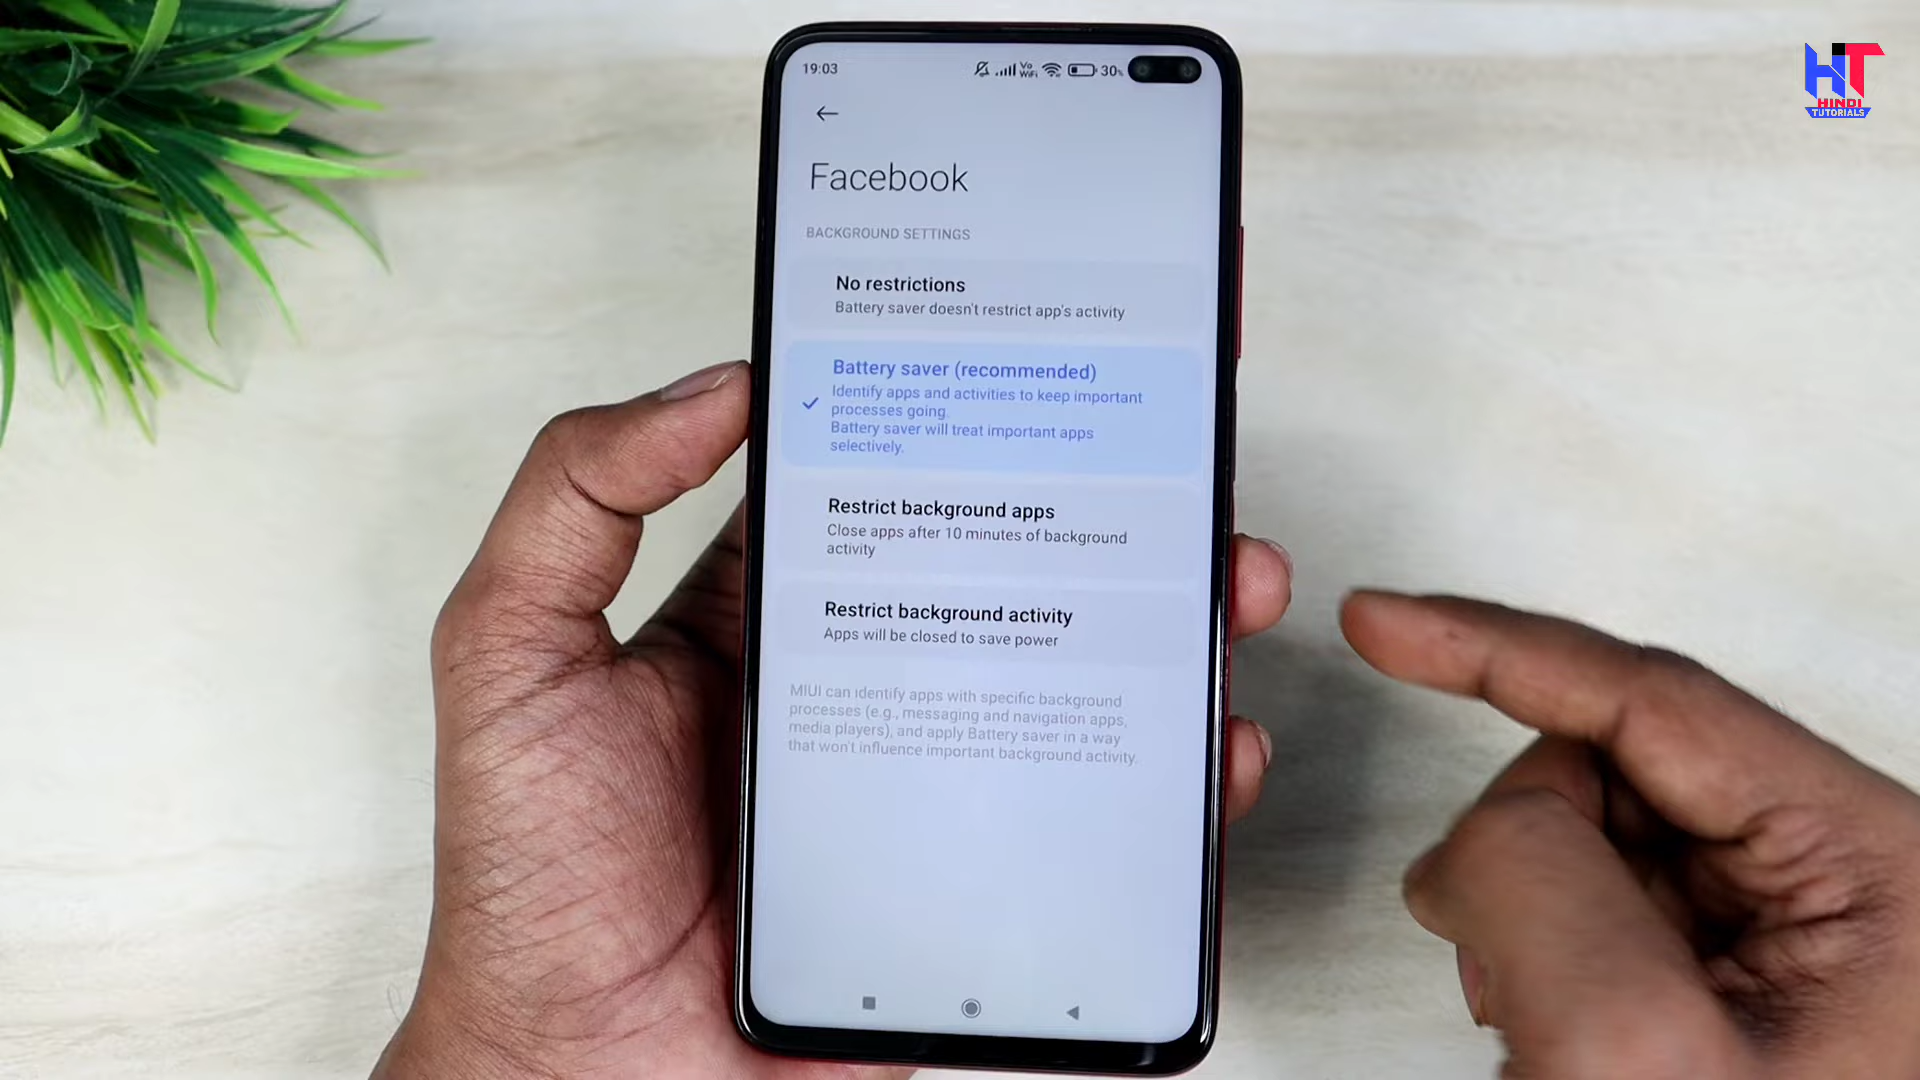 19:03
Vo
WiFi
30%
Facebook
BACKGROUND SETTINGS
No restrictions
Battery saver doesn't restrict app's activity
Battery saver (recommended)
Identify apps and activities to keep important
processes going.
Battery saver will treat important apps
selectively.
Restrict background apps
Close apps after 10 minutes of background
activity
Restrict background activity
Apps will be closed to save power
MIUI can identify apps with specific background
processes (e.g., messaging and navigation apps,
media players), and apply Battery saver in a way
that won't influence important background activity.
HT
HINDI
TUTORIALS